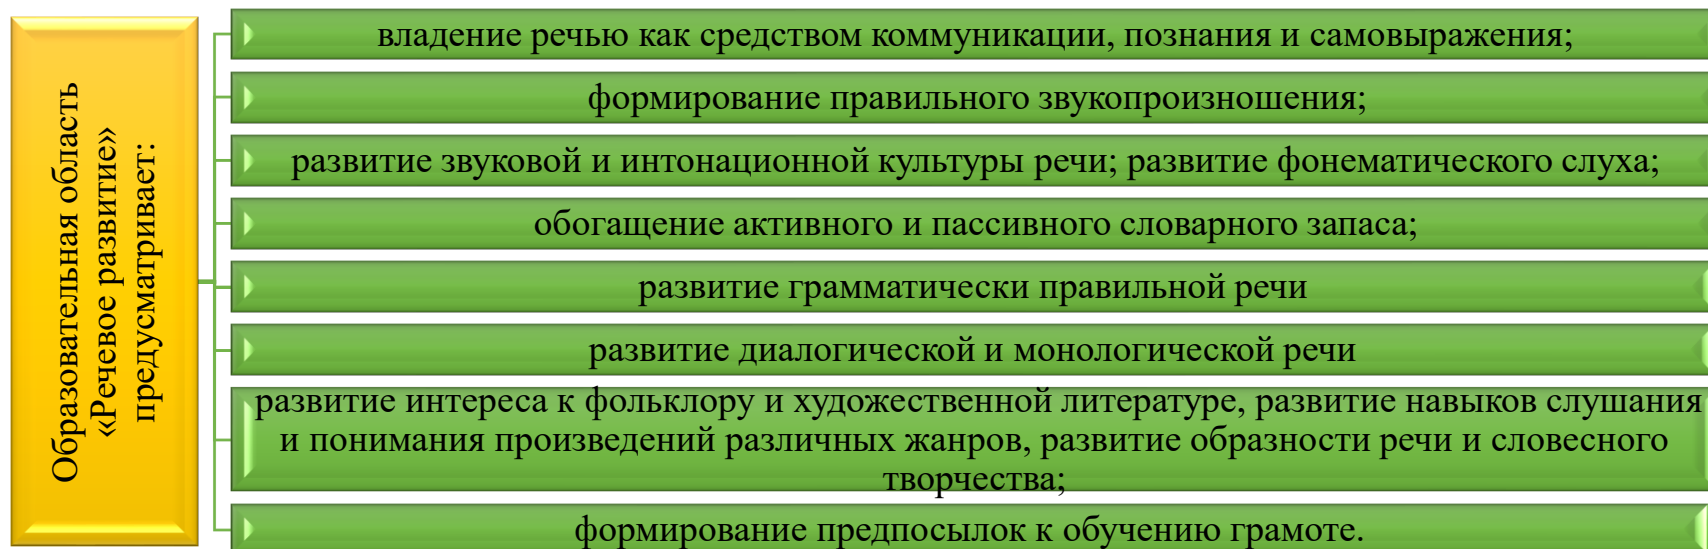 Образовательная область
«Речевое развитие»
предусматривает:
владение речью как средством коммуникации, познания и самовыражения;
формирование правильного звукопроизношения;
развитие звуковой и интонационной культуры речи; развитие фонематического слуха;
обогащение активного и пассивного словарного запаса;
развитие грамматически правильной речи
развитие диалогической и монологической речи
развитие интереса к фольклору и художественной литературе, развитие навыков слушания
и понимания произведений различных жанров, развитие образности речи и словесного
творчества;
формирование предпосылок к обучению грамоте.